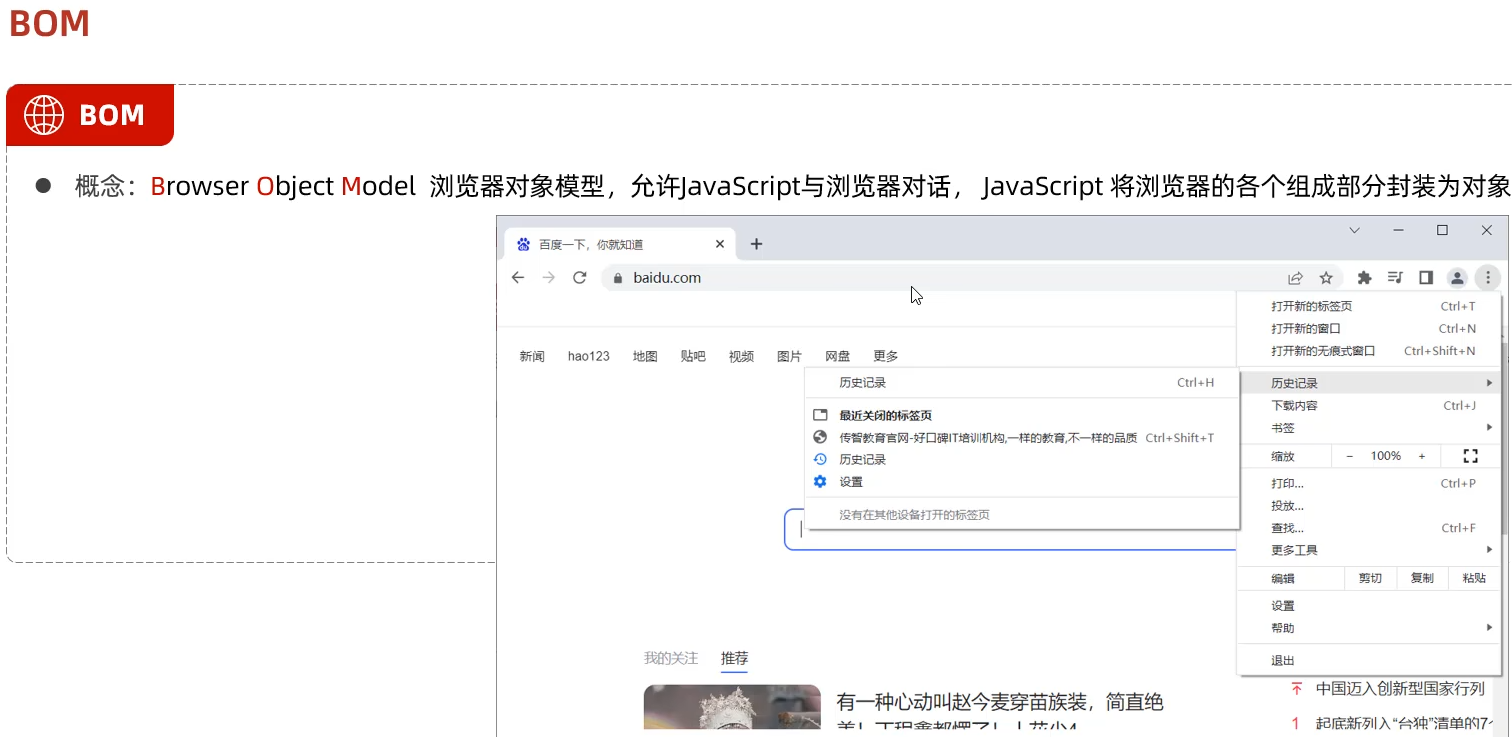 BOM
BOM
概念：Browser Object Model 浏览器对象模型，允许JavaScript与浏览器对话， JavaScript 将浏览器的各个组成部分封装为对象
百度一下，你就知道
baidu.com
打开新的标签页 Ctrl+T
打开新的窗口 Ctrl+N
打开新的无痕式窗口 Ctrl+Shift+N
新闻 hao123 地图 贴吧 视频 图片 网盘 更多
历史记录 Ctrl+H
最近关闭的标签页
传智教育官网-好口碑IT培训机构,一样的教育,不一样的品质 Ctrl+Shift+T
历史记录
设置
没有在其他设备打开的标签页
历史记录
下载内容 Ctrl+J
书签
缩放 − 100% +
打印... Ctrl+P
投放...
查找... Ctrl+F
更多工具
编辑 剪切 复制 粘贴
设置
帮助
退出
我的关注 推荐
有一种心动叫赵今麦穿苗族装，简直绝
美！丁程鑫都愣了！｜花少4
中国迈入创新型国家行列
1 起底新列入“台独”清单的7个